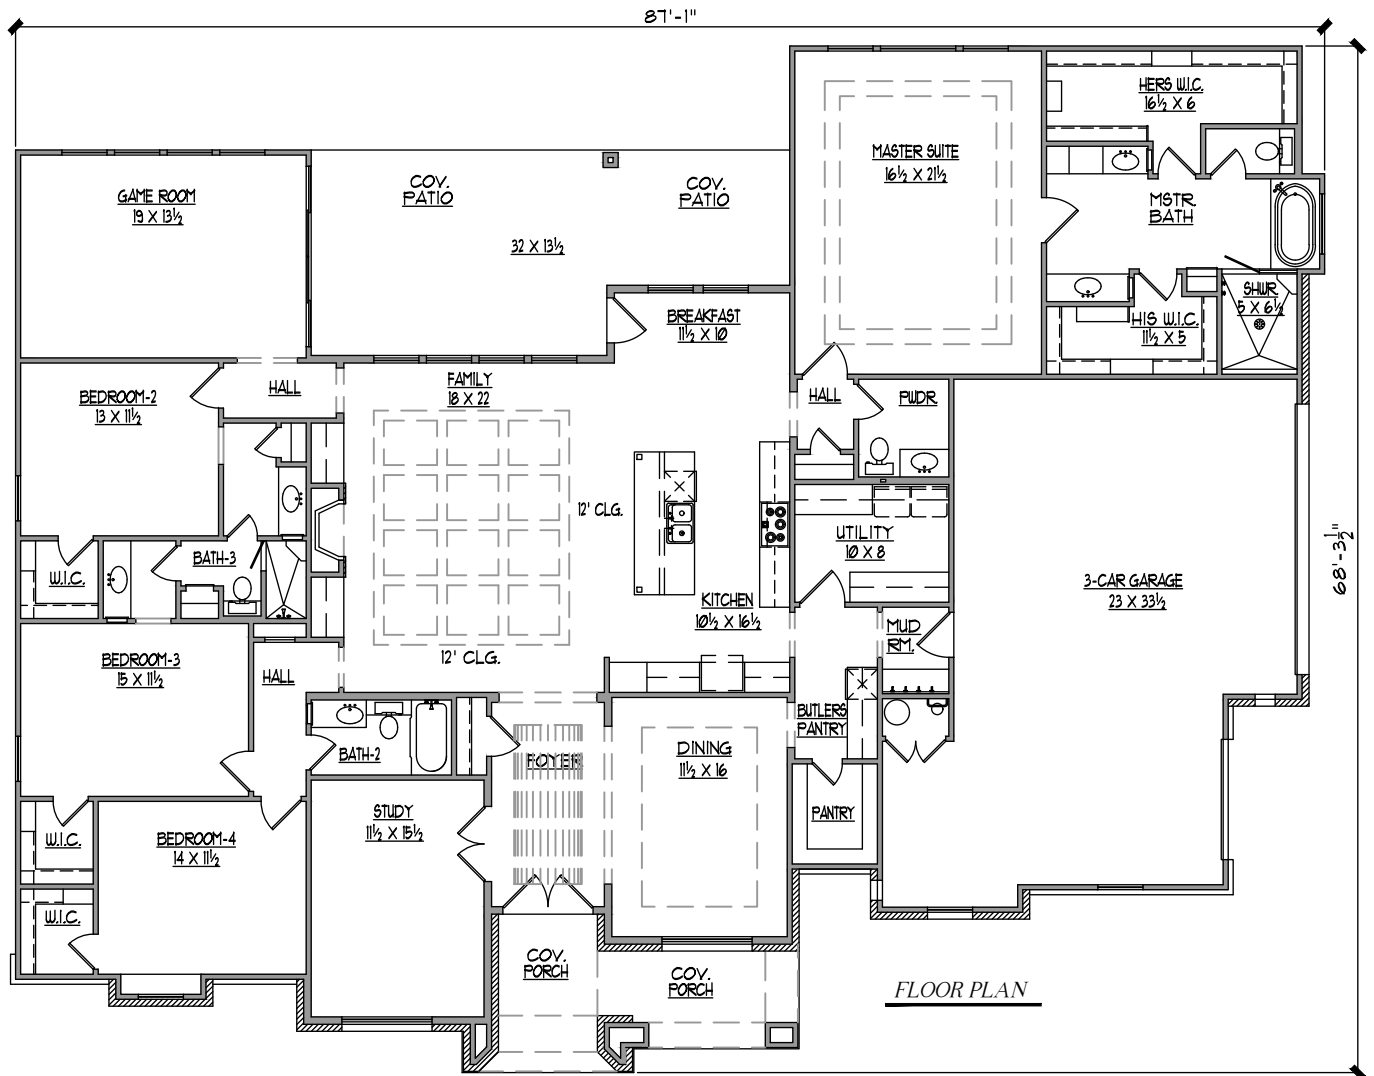 87'-1"
HERS W.I.C.
16½ X 6
MASTER SUITE
16½ X 21½
GAME ROOM
19 X 13½
COV.
PATIO
COV.
PATIO
32 X 13½
MSTR.
BATH
SHWR.
5 X 6½
HIS W.I.C.
11½ X 5
BREAKFAST
11½ X 10
FAMILY
18 X 22
HALL
BEDROOM-2
13 X 11½
HALL
PWDR.
12' CLG.
UTILITY
10 X 8
68'-3½"
BATH-3
W.I.C.
3-CAR GARAGE
23 X 33½
KITCHEN
10½ X 16½
MUD
RM.
12' CLG.
BEDROOM-3
15 X 11½
HALL
BUTLERS
PANTRY
BATH-2
FOYER
DINING
11½ X 16
STUDY
11½ X 15½
PANTRY
W.I.C.
BEDROOM-4
14 X 11½
W.I.C.
COV.
PORCH
COV.
PORCH
FLOOR PLAN